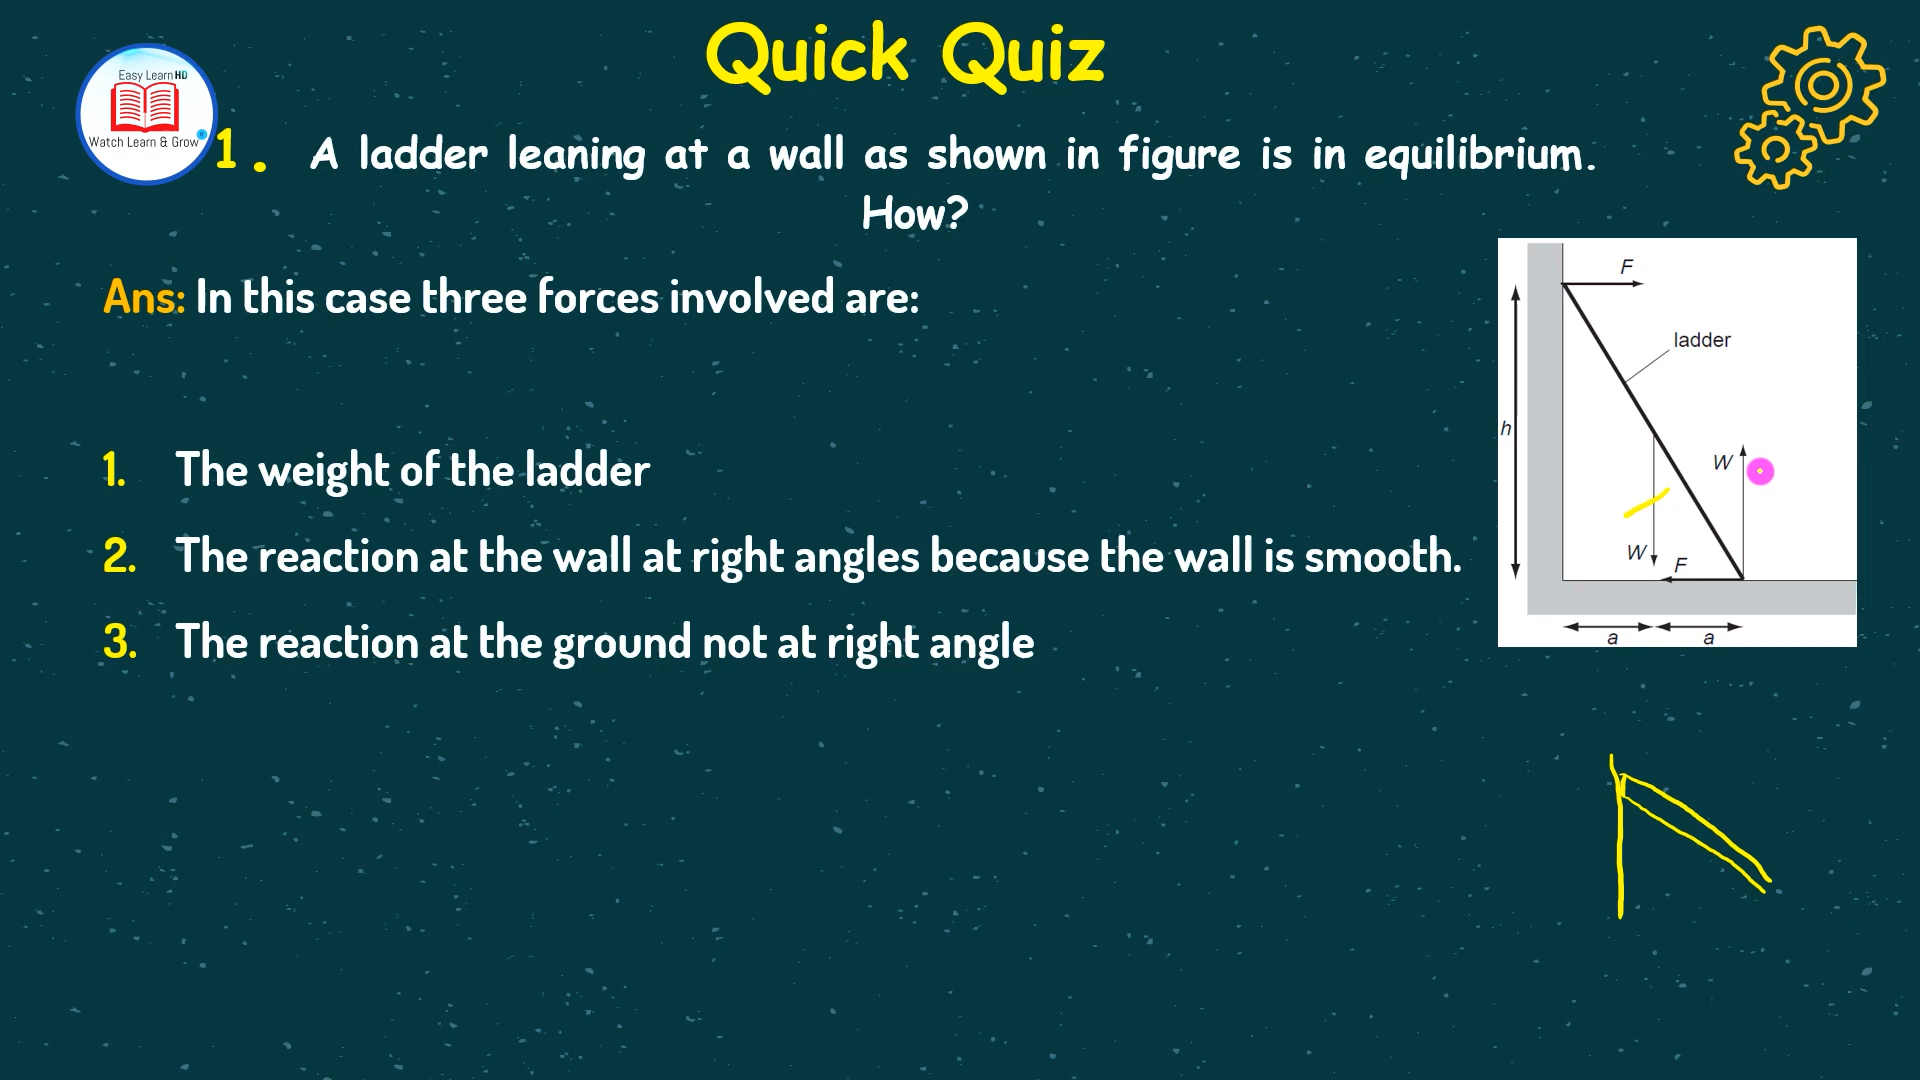 Quick Quiz
Easy Learn HD
Watch Learn & Grow
1. A ladder leaning at a wall as shown in figure is in equilibrium.
How?
Ans: In this case three forces involved are:
1. The weight of the ladder
2. The reaction at the wall at right angles because the wall is smooth.
3. The reaction at the ground not at right angle
F
ladder
h
W
W
F
a
a